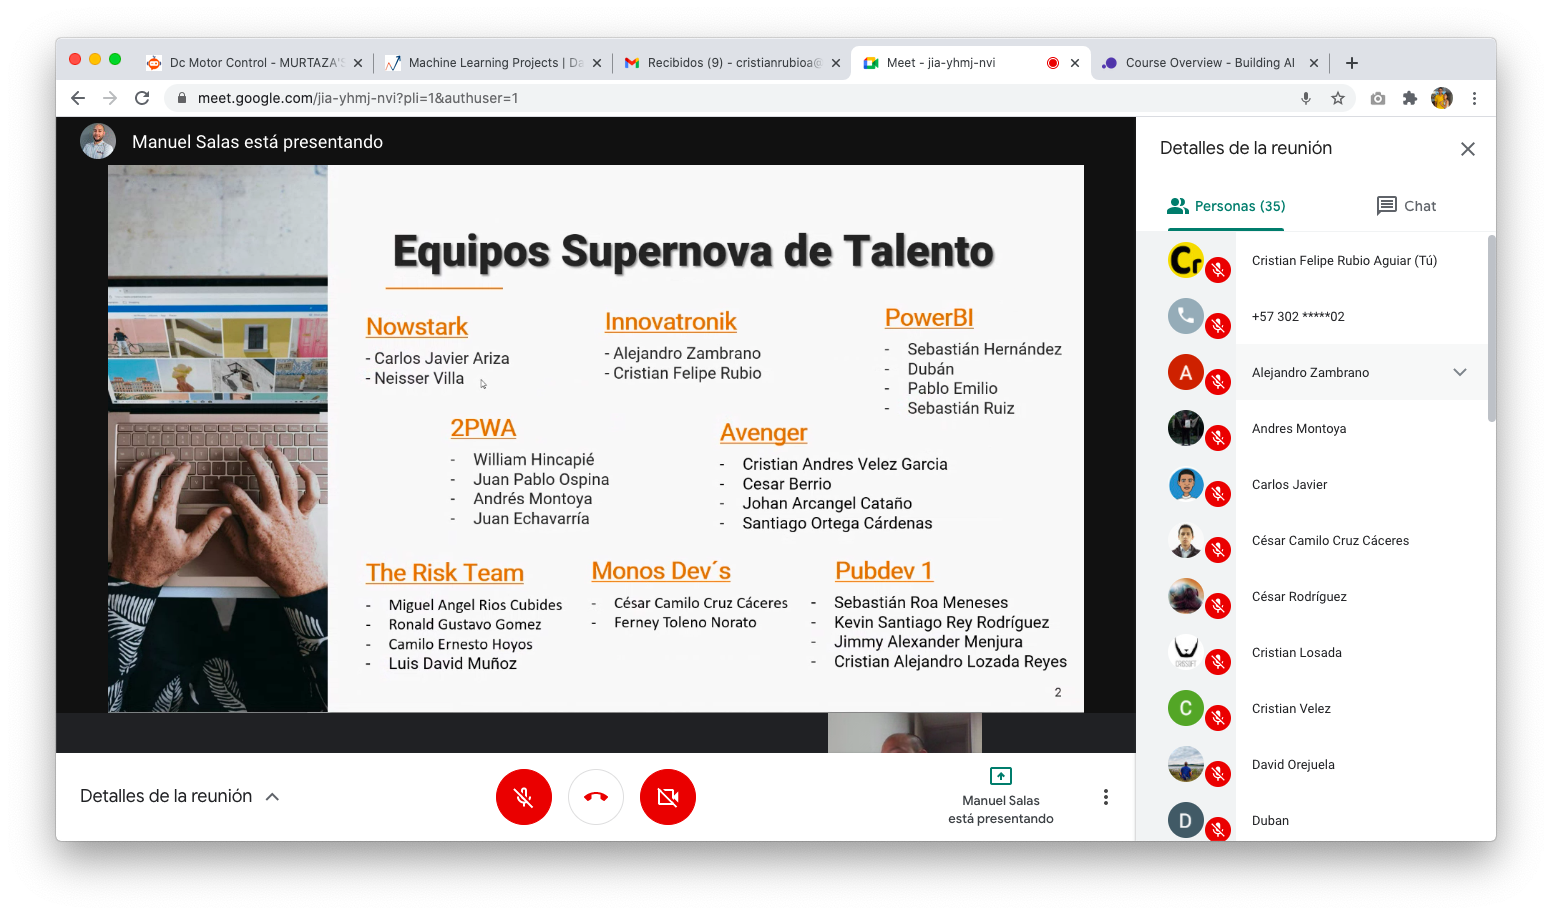 Dc Motor Control - MURTAZA'S
Machine Learning Projects | Da
Recibidos (9) - cristianrubioa@
Meet - jia-yhmj-nvi
Course Overview - Building AI
meet.google.com/jia-yhmj-nvi?pli=1&authuser=1
Manuel Salas está presentando
Equipos Supernova de Talento
Nowstark
- Carlos Javier Ariza
- Neisser Villa
Innovatronik
- Alejandro Zambrano
- Cristian Felipe Rubio
PowerBI
- Sebastián Hernández
- Dubán
- Pablo Emilio
- Sebastián Ruiz
2PWA
- William Hincapié
- Juan Pablo Ospina
- Andrés Montoya
- Juan Echavarría
Avenger
- Cristian Andres Velez Garcia
- Cesar Berrio
- Johan Arcangel Cataño
- Santiago Ortega Cárdenas
The Risk Team
- Miguel Angel Rios Cubides
- Ronald Gustavo Gomez
- Camilo Ernesto Hoyos
- Luis David Muñoz
Monos Dev´s
- César Camilo Cruz Cáceres
- Ferney Toleno Norato
Pubdev 1
- Sebastián Roa Meneses
- Kevin Santiago Rey Rodríguez
- Jimmy Alexander Menjura
- Cristian Alejandro Lozada Reyes
2
Detalles de la reunión
Manuel Salas
está presentando
Detalles de la reunión
Personas (35)
Chat
Cr
Cristian Felipe Rubio Aguiar (Tú)
+57 302 *****02
A
Alejandro Zambrano
Andres Montoya
Carlos Javier
César Camilo Cruz Cáceres
César Rodríguez
Cristian Losada
C
Cristian Velez
David Orejuela
D
Duban